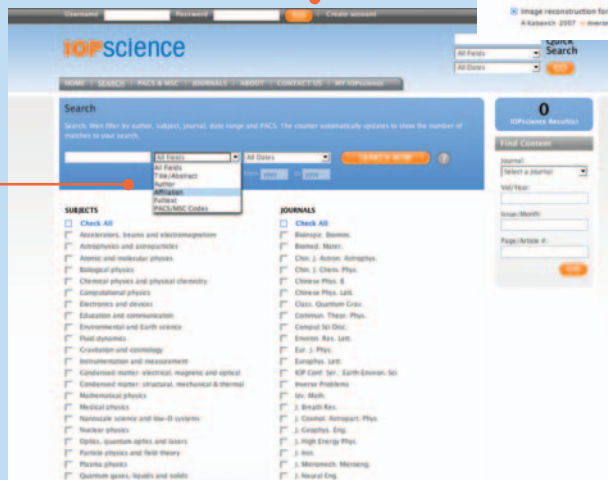 Image reconstruction for
A Katsevich 2007
Username Password Create account
IOPscience
Quick Search
All Fields
All Dates
GO
HOME | SEARCH | PACS & MSC | JOURNALS | ABOUT | CONTACT US | MY IOPscience
Search
Search, then filter by author, subject, journal, date range and PACS. The counter automatically updates to show the number of
matches to your search.
All Fields All Dates SEARCH NOW ?
From to
All Fields
Title/Abstract
Author
Affiliation
Fulltext
PACS/MSC Codes
0
IOPscience Result(s)
Find Content
Journal:
Select a journal
Vol/Year:
Issue/Month:
Page/Article #:
SUBJECTS
Check All
Accelerators, beams and electromagnetism
Astrophysics and astroparticles
Atomic and molecular physics
Biological physics
Chemical physics and physical chemistry
Computational physics
Electronics and devices
Education and communication
Environmental and Earth science
Fluid dynamics
Gravitation and cosmology
Instrumentation and measurement
Condensed matter: electrical, magnetic and optical
Condensed matter: structural, mechanical & thermal
Mathematical physics
Medical physics
Nanoscale science and low-D systems
Nuclear physics
Optics, quantum optics and lasers
Particle physics and field theory
Plasma physics
Quantum gases, liquids and solids
JOURNALS
Check All
Bioinspir. Biomim.
Biomed. Mater.
Chin. J. Astron. Astrophys.
Chin. J. Chem. Phys.
Chinese Phys. B
Chinese Phys. Lett.
Class. Quantum Grav.
Commun. Theor. Phys.
Comput Sci Disc.
Environ. Res. Lett.
Eur. J. Phys.
Europhys. Lett.
IOP Conf. Ser.: Earth Environ. Sci.
Inverse Problems
Izv. Math.
J. Breath Res.
J. Cosmol. Astropart. Phys.
J. Geophys. Eng.
J. High Energy Phys.
J. Inst.
J. Micromech. Microeng.
J. Neural Eng.